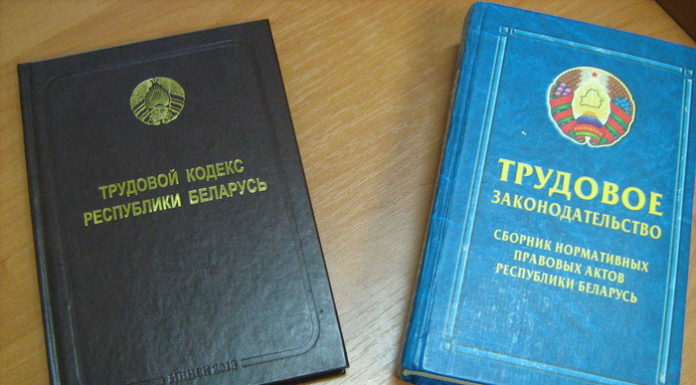 ТРУДОВОЙ КОДЕКС
РЕСПУБЛИКИ БЕЛАРУСЬ
ТРУДОВОЕ
ЗАКОНОДАТЕЛЬСТВО
СБОРНИК НОРМАТИВНЫХ
ПРАВОВЫХ АКТОВ
РЕСПУБЛИКИ БЕЛАРУСЬ